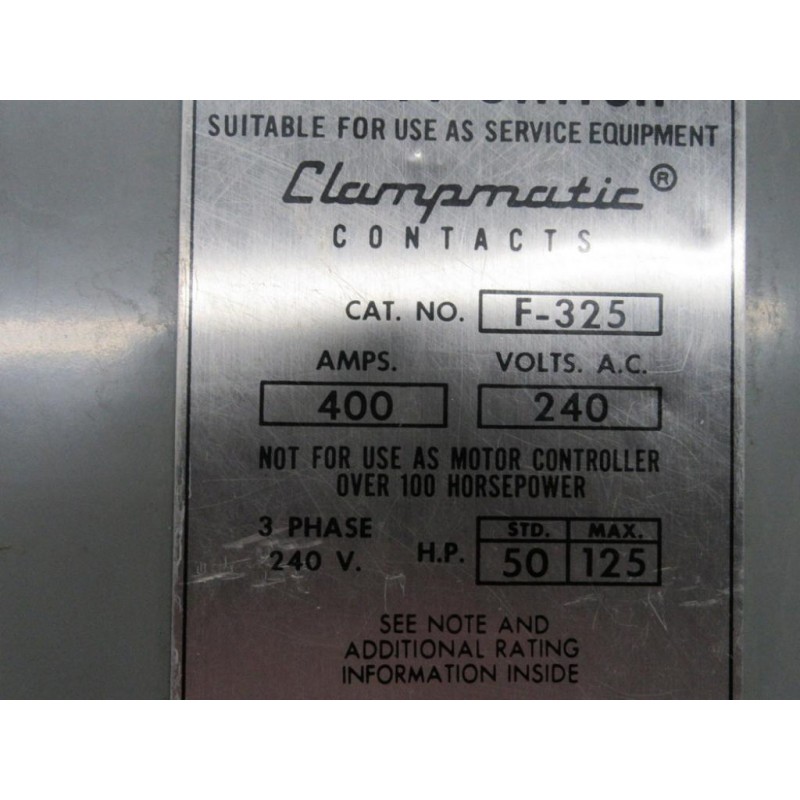 SUITABLE FOR USE AS SERVICE EQUIPMENT
Clampmatic®
CONTACTS
CAT. NO. F-325
AMPS. VOLTS. A.C.
400 240
NOT FOR USE AS MOTOR CONTROLLER
OVER 100 HORSEPOWER
3 PHASE STD. MAX.
240 V. H.P. 50 125
SEE NOTE AND
ADDITIONAL RATING
INFORMATION INSIDE